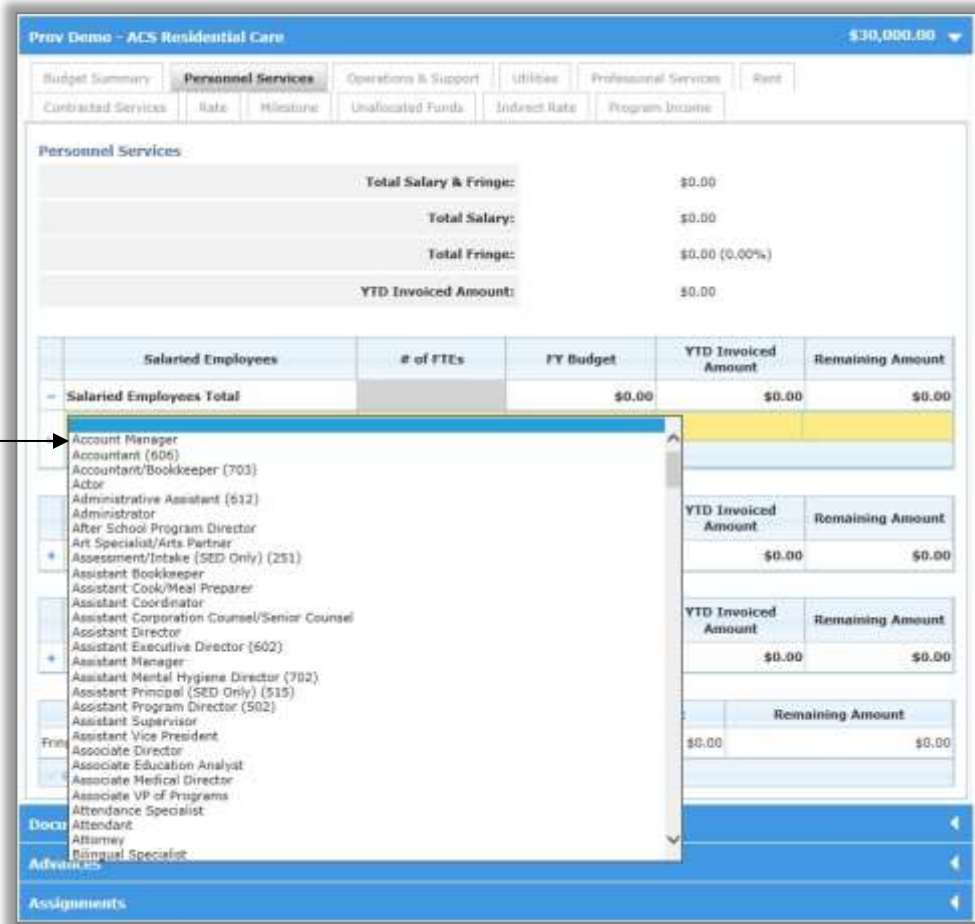 Prov Demo - ACS Residential Care $30,000.00
Budget Summary Personnel Services Operations & Support Utilities Professional Services Rent
Contracted Services Rate Milestone Unallocated Funds Indirect Rate Program Income
Personnel Services
Total Salary & Fringe: $0.00
Total Salary: $0.00
Total Fringe: $0.00 (0.00%)
YTD Invoiced Amount: $0.00
Salaried Employees # of FTEs FY Budget YTD Invoiced Amount Remaining Amount
- Salaried Employees Total $0.00 $0.00 $0.00
Account Manager
Accountant (606)
Accountant/Bookkeeper (703)
Actor
Administrative Assistant (612)
Administrator
After School Program Director
Art Specialist/Arts Partner
Assessment/Intake (SED Only) (251)
Assistant Bookkeeper
Assistant Cook/Meal Preparer
Assistant Coordinator
Assistant Corporation Counsel/Senior Counsel
Assistant Director
Assistant Executive Director (602)
Assistant Manager
Assistant Mental Hygiene Director (702)
Assistant Principal (SED Only) (515)
Assistant Program Director (502)
Assistant Supervisor
Assistant Vice President
Associate Director
Associate Education Analyst
Associate Medical Director
Associate VP of Programs
Attendance Specialist
Attendant
Attorney
Bilingual Specialist
YTD Invoiced Amount Remaining Amount
+ $0.00 $0.00
YTD Invoiced Amount Remaining Amount
+ $0.00 $0.00
Remaining Amount
$0.00 $0.00
Advances
Assignments